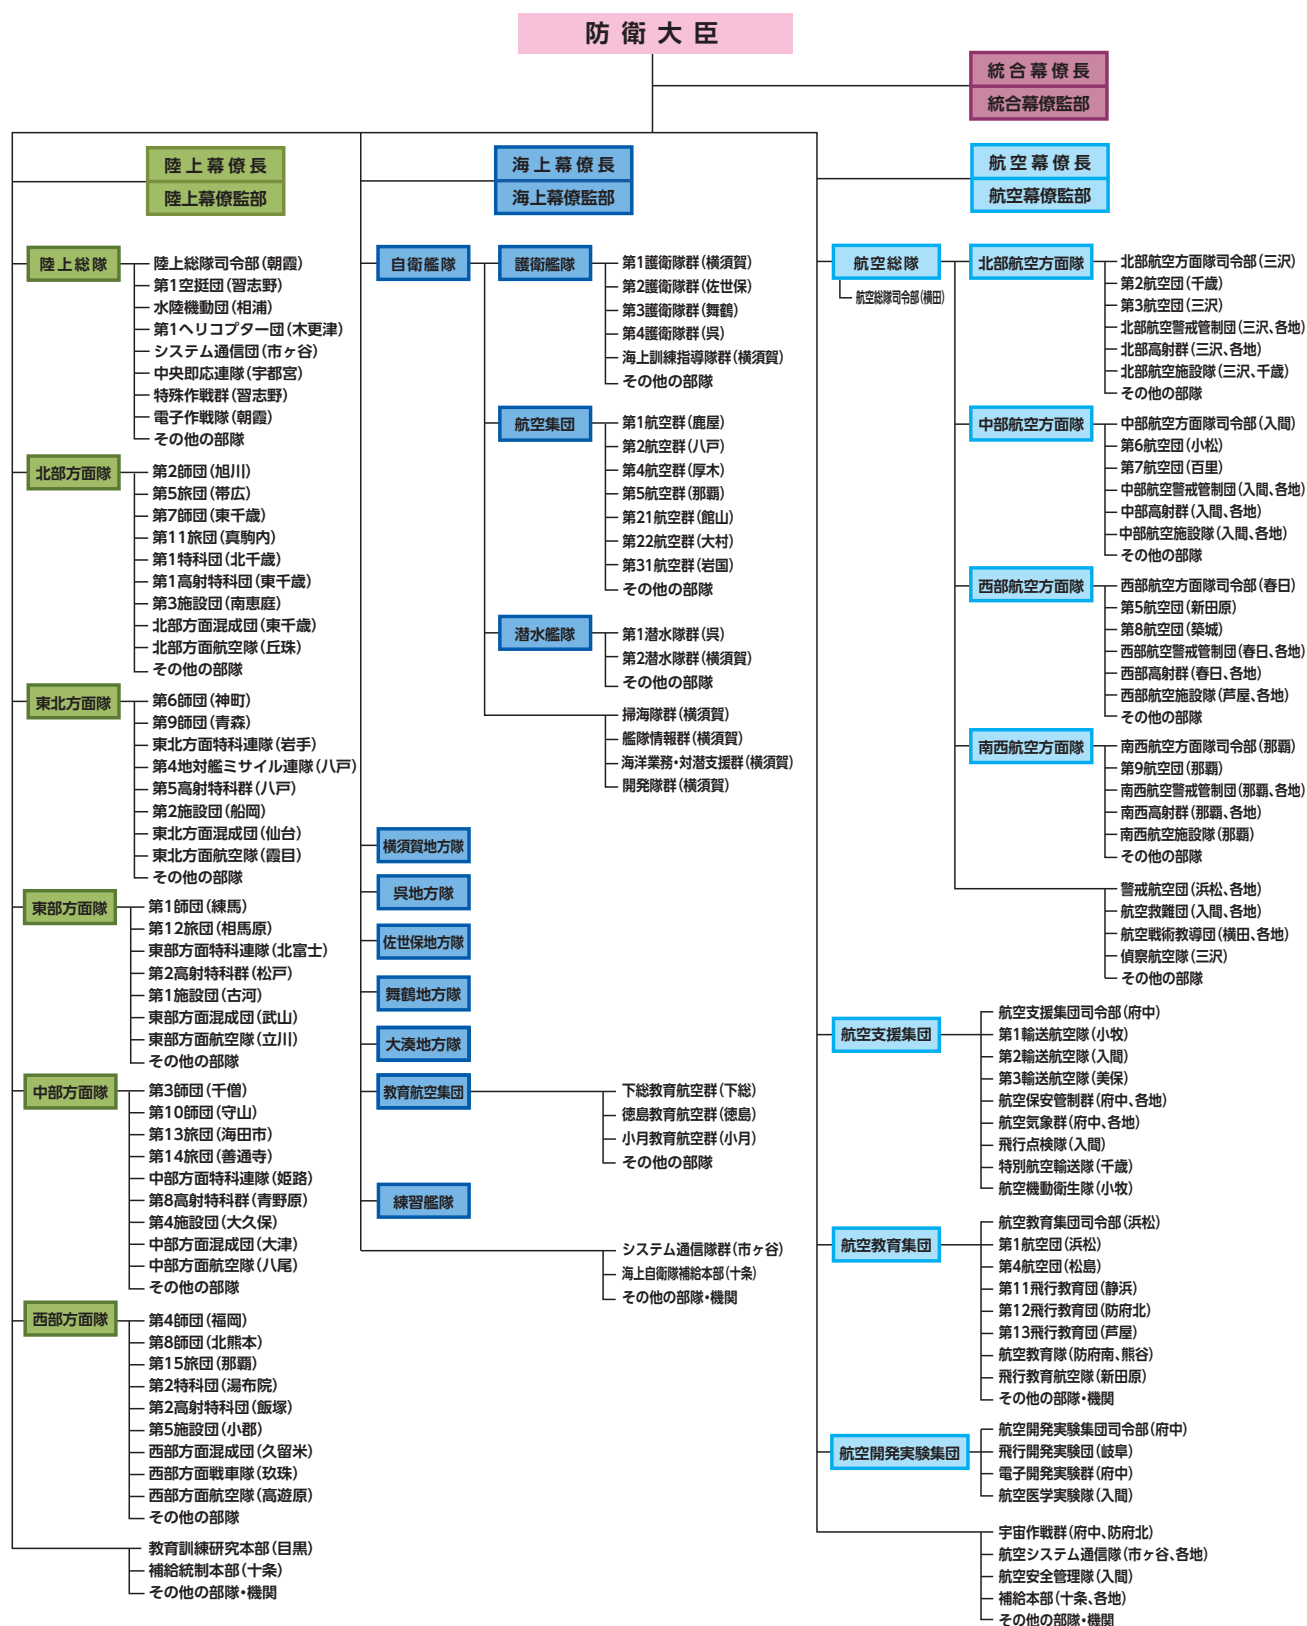 防衛大臣
統合幕僚長
統合幕僚監部
陸上幕僚長
陸上幕僚監部
陸上総隊
陸上総隊司令部(朝霞)
第1空挺団(習志野)
水陸機動団(相浦)
第1ヘリコプター団(木更津)
システム通信団(市ヶ谷)
中央即応連隊(宇都宮)
特殊作戦群(習志野)
電子作戦隊(朝霞)
その他の部隊
北部方面隊
第2師団(旭川)
第5旅団(帯広)
第7師団(東千歳)
第11旅団(真駒内)
第1特科団(北千歳)
第1高射特科団(東千歳)
第3施設団(南恵庭)
北部方面混成団(東千歳)
北部方面航空隊(丘珠)
その他の部隊
東北方面隊
第6師団(神町)
第9師団(青森)
東北方面特科連隊(岩手)
第4地対艦ミサイル連隊(八戸)
第5高射特科群(八戸)
第2施設団(船岡)
東北方面混成団(仙台)
東北方面航空隊(霞目)
その他の部隊
東部方面隊
第1師団(練馬)
第12旅団(相馬原)
東部方面特科連隊(北富士)
第2高射特科群(松戸)
第1施設団(古河)
東部方面混成団(武山)
東部方面航空隊(立川)
その他の部隊
中部方面隊
第3師団(千僧)
第10師団(守山)
第13旅団(海田市)
第14旅団(善通寺)
中部方面特科連隊(姫路)
第8高射特科群(青野原)
第4施設団(大久保)
中部方面混成団(大津)
中部方面航空隊(八尾)
その他の部隊
西部方面隊
第4師団(福岡)
第8師団(北熊本)
第15旅団(那覇)
第2特科団(湯布院)
第2高射特科団(飯塚)
第5施設団(小郡)
西部方面混成団(久留米)
西部方面戦車隊(玖珠)
西部方面航空隊(高遊原)
その他の部隊
教育訓練研究本部(目黒)
補給統制本部(十条)
その他の部隊・機関
海上幕僚長
海上幕僚監部
自衛艦隊
護衛艦隊
第1護衛隊群(横須賀)
第2護衛隊群(佐世保)
第3護衛隊群(舞鶴)
第4護衛隊群(呉)
海上訓練指導隊群(横須賀)
その他の部隊
航空集団
第1航空群(鹿屋)
第2航空群(八戸)
第4航空群(厚木)
第5航空群(那覇)
第21航空群(館山)
第22航空群(大村)
第31航空群(岩国)
その他の部隊
潜水艦隊
第1潜水隊群(呉)
第2潜水隊群(横須賀)
その他の部隊
掃海隊群(横須賀)
艦隊情報群(横須賀)
海洋業務・対潜支援群(横須賀)
開発隊群(横須賀)
横須賀地方隊
呉地方隊
佐世保地方隊
舞鶴地方隊
大湊地方隊
教育航空集団
下総教育航空群(下総)
徳島教育航空群(徳島)
小月教育航空群(小月)
その他の部隊
練習艦隊
システム通信隊群(市ヶ谷)
海上自衛隊補給本部(十条)
その他の部隊・機関
航空幕僚長
航空幕僚監部
航空総隊
航空総隊司令部(横田)
北部航空方面隊
北部航空方面隊司令部(三沢)
第2航空団(千歳)
第3航空団(三沢)
北部航空警戒管制団(三沢、各地)
北部高射群(三沢、各地)
北部航空施設隊(三沢、千歳)
その他の部隊
中部航空方面隊
中部航空方面隊司令部(入間)
第6航空団(小松)
第7航空団(百里)
中部航空警戒管制団(入間、各地)
中部高射群(入間、各地)
中部航空施設隊(入間、各地)
その他の部隊
西部航空方面隊
西部航空方面隊司令部(春日)
第5航空団(新田原)
第8航空団(築城)
西部航空警戒管制団(春日、各地)
西部高射群(春日、各地)
西部航空施設隊(芦屋、各地)
その他の部隊
南西航空方面隊
南西航空方面隊司令部(那覇)
第9航空団(那覇)
南西航空警戒管制団(那覇、各地)
南西高射群(那覇、各地)
南西航空施設隊(那覇)
その他の部隊
警戒航空団(浜松、各地)
航空救難団(入間、各地)
航空戦術教導団(横田、各地)
偵察航空隊(三沢)
その他の部隊
航空支援集団
航空支援集団司令部(府中)
第1輸送航空隊(小牧)
第2輸送航空隊(入間)
第3輸送航空隊(美保)
航空保安管制群(府中、各地)
航空気象群(府中、各地)
飛行点検隊(入間)
特別航空輸送隊(千歳)
航空機動衛生隊(小牧)
航空教育集団
航空教育集団司令部(浜松)
第1航空団(浜松)
第4航空団(松島)
第11飛行教育団(静浜)
第12飛行教育団(防府北)
第13飛行教育団(芦屋)
航空教育隊(防府南、熊谷)
飛行教育航空隊(新田原)
その他の部隊・機関
航空開発実験集団
航空開発実験集団司令部(府中)
飛行開発実験団(岐阜)
電子開発実験群(府中)
航空医学実験隊(入間)
宇宙作戦群(府中、防府北)
航空システム通信隊(市ヶ谷、各地)
航空安全管理隊(入間)
補給本部(十条、各地)
その他の部隊・機関